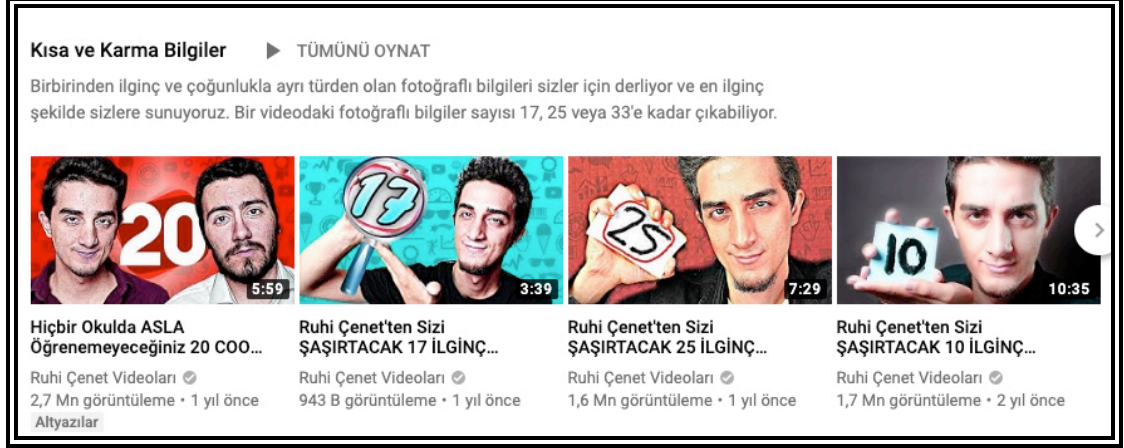 Kısa ve Karma Bilgiler TÜMÜNÜ OYNAT
Birbirinden ilginç ve çoğunlukla ayrı türden olan fotoğraflı bilgileri sizler için derliyor ve en ilginç
şekilde sizlere sunuyoruz. Bir videodaki fotoğraflı bilgiler sayısı 17, 25 veya 33'e kadar çıkabiliyor.
20
5:59
Hiçbir Okulda ASLA
Öğrenemeyeceğiniz 20 COO...
Ruhi Çenet Videoları
2,7 Mn görüntüleme • 1 yıl önce
Altyazılar
17
3:39
Ruhi Çenet'ten Sizi
ŞAŞIRTACAK 17 İLGİNÇ...
Ruhi Çenet Videoları
943 B görüntüleme • 1 yıl önce
25
7:29
Ruhi Çenet'ten Sizi
ŞAŞIRTACAK 25 İLGİNÇ...
Ruhi Çenet Videoları
1,6 Mn görüntüleme • 1 yıl önce
10
10:35
Ruhi Çenet'ten Sizi
ŞAŞIRTACAK 10 İLGİNÇ...
Ruhi Çenet Videoları
1,7 Mn görüntüleme • 2 yıl önce